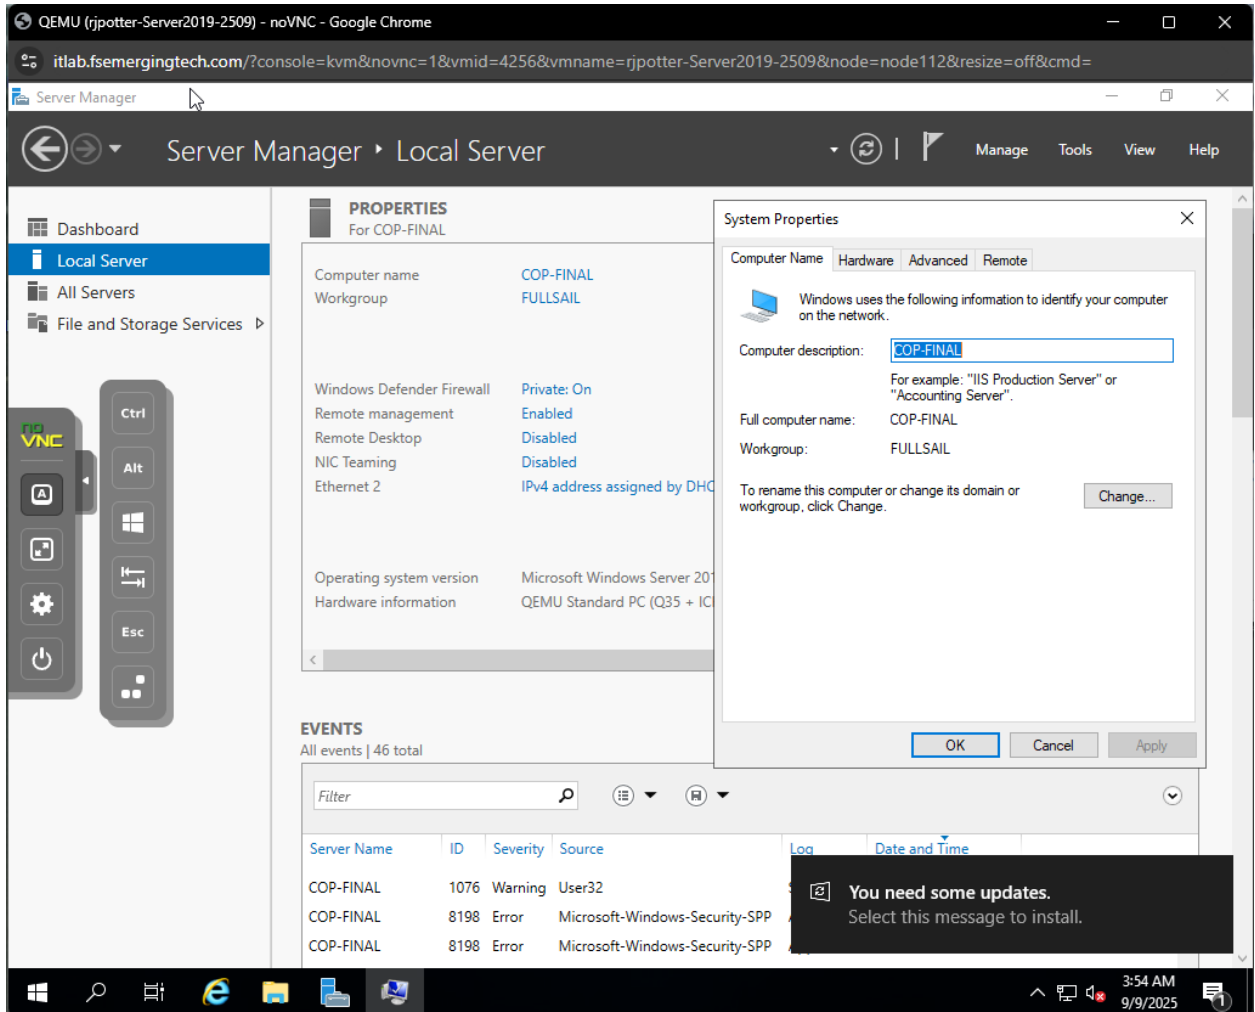 QEMU (rjpotter-Server2019-2509) - noVNC - Google Chrome
itlab.fsemergingtech.com/?console=kvm&novnc=1&vmid=4256&vmname=rjpotter-Server2019-2509&node=node112&resize=off&cmd=
Server Manager
Server Manager ‣ Local Server
Manage Tools View Help
Dashboard
Local Server
All Servers
File and Storage Services
noVNC
A
Ctrl
Alt
Esc
PROPERTIES
For COP-FINAL
Computer name COP-FINAL
Workgroup FULLSAIL
Windows Defender Firewall Private: On
Remote management Enabled
Remote Desktop Disabled
NIC Teaming Disabled
Ethernet 2 IPv4 address assigned by DHC
Operating system version Microsoft Windows Server 201
Hardware information QEMU Standard PC (Q35 + ICI
System Properties
Computer Name Hardware Advanced Remote
Windows uses the following information to identify your computer
on the network.
Computer description: COP-FINAL
For example: "IIS Production Server" or
"Accounting Server".
Full computer name: COP-FINAL
Workgroup: FULLSAIL
To rename this computer or change its domain or
workgroup, click Change.
Change...
OK Cancel Apply
EVENTS
All events | 46 total
Filter
Server Name ID Severity Source Log Date and Time
COP-FINAL 1076 Warning User32
COP-FINAL 8198 Error Microsoft-Windows-Security-SPP
COP-FINAL 8198 Error Microsoft-Windows-Security-SPP
You need some updates.
Select this message to install.
3:54 AM
9/9/2025
1